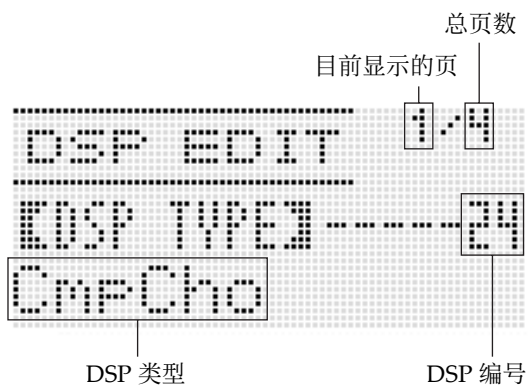 总页数
目前显示的页
DSP EDIT 1/4
【DSP TYPE】----24
CmpCho
DSP 类型
DSP 编号